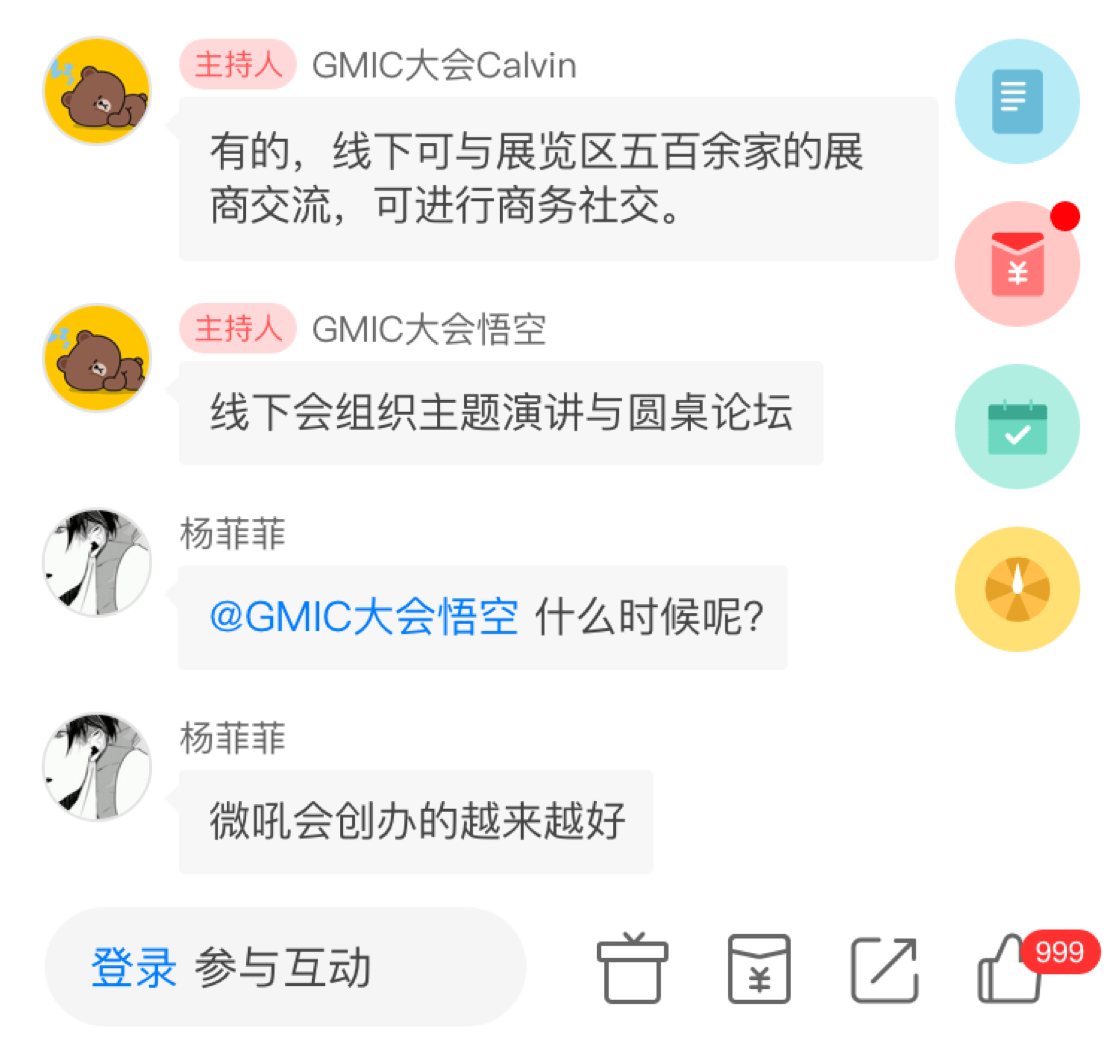 主持人 GMIC大会Calvin
有的，线下可与展览区五百余家的展
商交流，可进行商务社交。
主持人 GMIC大会悟空
线下会组织主题演讲与圆桌论坛
杨菲菲
@GMIC大会悟空 什么时候呢?
杨菲菲
微吼会创办的越来越好
登录 参与互动
¥
¥
999